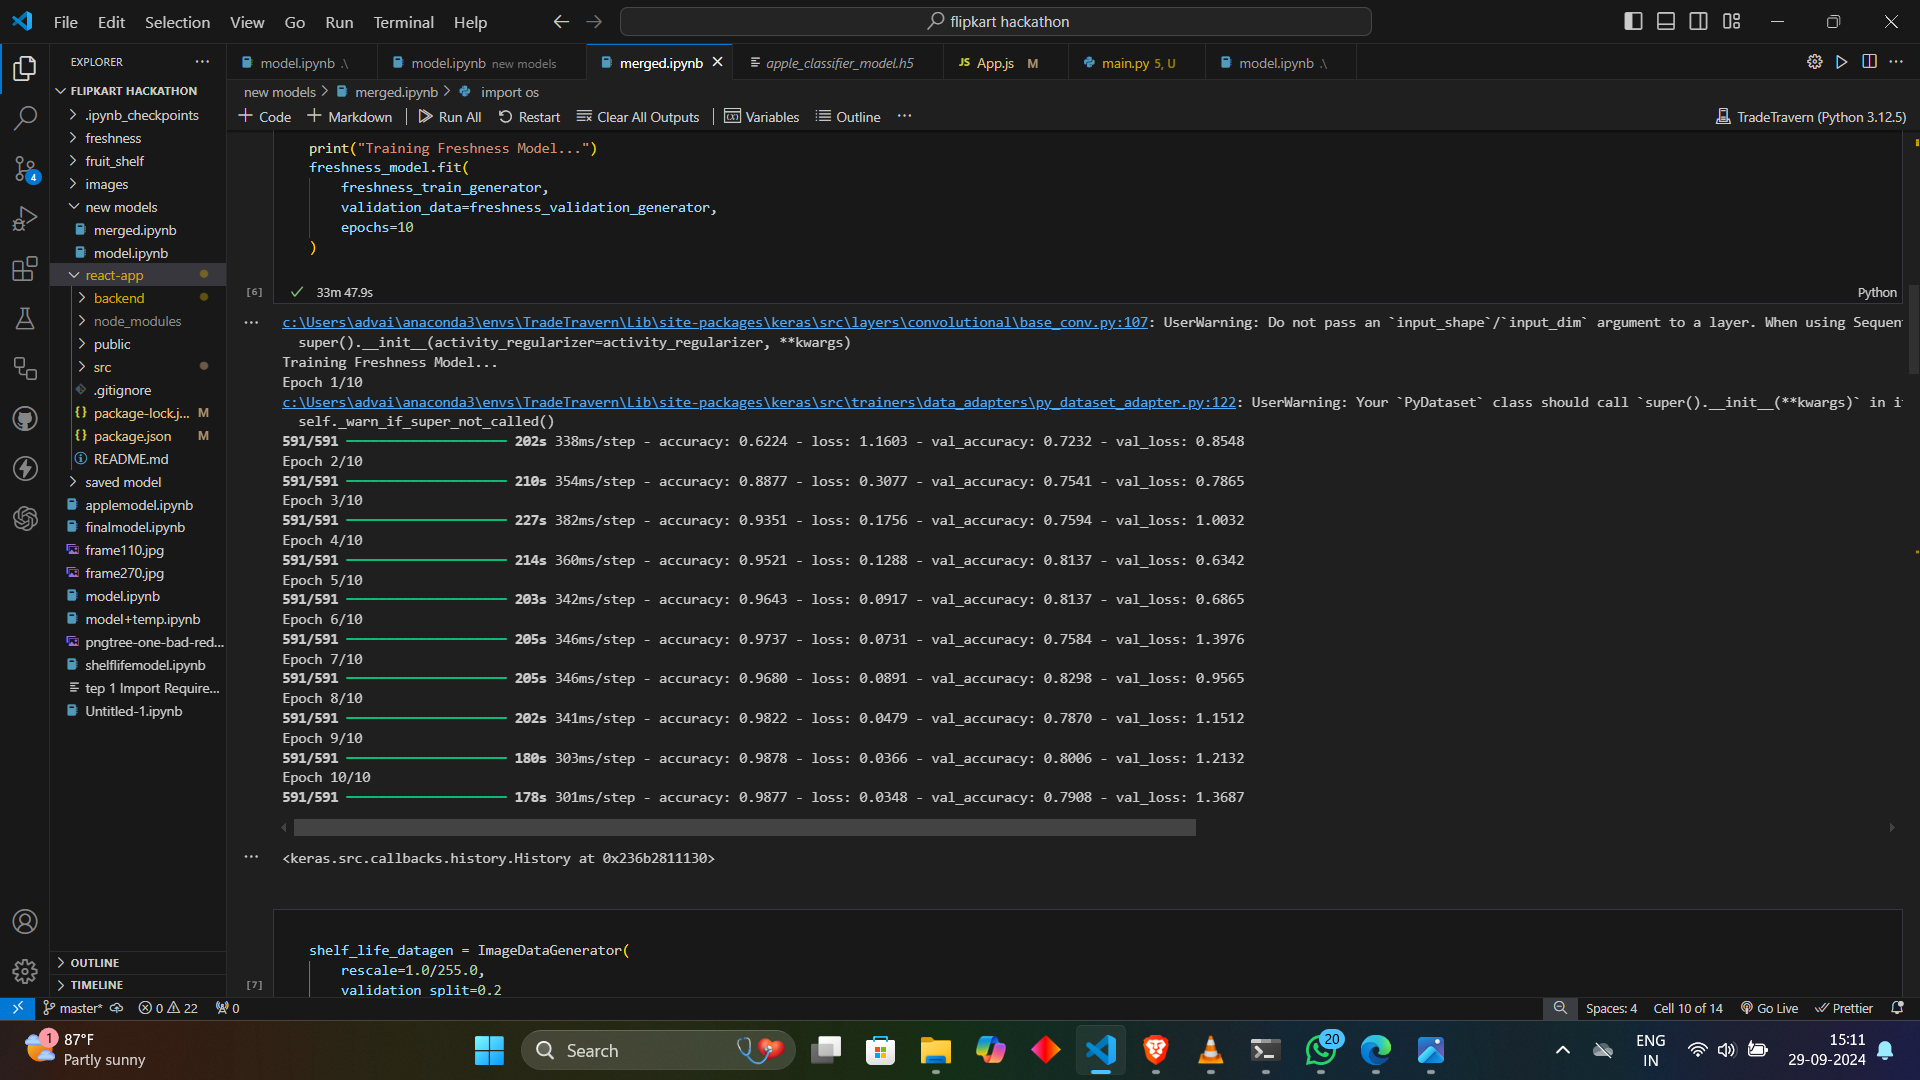 File Edit Selection View Go Run Terminal Help
flipkart hackathon
EXPLORER
model.ipynb .\
model.ipynb new models
merged.ipynb
apple_classifier_model.h5
JS App.js M
main.py 5, U
model.ipynb .\
FLIPKART HACKATHON
.ipynb_checkpoints
freshness
fruit_shelf
images
new models
merged.ipynb
model.ipynb
react-app
backend
node_modules
public
src
.gitignore
package-lock.j... M
package.json M
README.md
saved model
applemodel.ipynb
finalmodel.ipynb
frame110.jpg
frame270.jpg
model.ipynb
model+temp.ipynb
pngtree-one-bad-red...
shelflifemodel.ipynb
tep 1 Import Require...
Untitled-1.ipynb
OUTLINE
TIMELINE
4
new models > merged.ipynb > import os
+ Code + Markdown | Run All Restart Clear All Outputs | Variables Outline ...
TradeTravern (Python 3.12.5)
print("Training Freshness Model...")
freshness_model.fit(
freshness_train_generator,
validation_data=freshness_validation_generator,
epochs=10
)
[6] 33m 47.9s
Python
c:\Users\advai\anaconda3\envs\TradeTravern\Lib\site-packages\keras\src\layers\convolutional\base_conv.py:107: UserWarning: Do not pass an `input_shape`/`input_dim` argument to a layer. When using Sequen
super().__init__(activity_regularizer=activity_regularizer, **kwargs)
Training Freshness Model...
Epoch 1/10
c:\Users\advai\anaconda3\envs\TradeTravern\Lib\site-packages\keras\src\trainers\data_adapters\py_dataset_adapter.py:122: UserWarning: Your `PyDataset` class should call `super().__init__(**kwargs)` in i
self._warn_if_super_not_called()
591/591 202s 338ms/step - accuracy: 0.6224 - loss: 1.1603 - val_accuracy: 0.7232 - val_loss: 0.8548
Epoch 2/10
591/591 210s 354ms/step - accuracy: 0.8877 - loss: 0.3077 - val_accuracy: 0.7541 - val_loss: 0.7865
Epoch 3/10
591/591 227s 382ms/step - accuracy: 0.9351 - loss: 0.1756 - val_accuracy: 0.7594 - val_loss: 1.0032
Epoch 4/10
591/591 214s 360ms/step - accuracy: 0.9521 - loss: 0.1288 - val_accuracy: 0.8137 - val_loss: 0.6342
Epoch 5/10
591/591 203s 342ms/step - accuracy: 0.9643 - loss: 0.0917 - val_accuracy: 0.8137 - val_loss: 0.6865
Epoch 6/10
591/591 205s 346ms/step - accuracy: 0.9737 - loss: 0.0731 - val_accuracy: 0.7584 - val_loss: 1.3976
Epoch 7/10
591/591 205s 346ms/step - accuracy: 0.9680 - loss: 0.0891 - val_accuracy: 0.8298 - val_loss: 0.9565
Epoch 8/10
591/591 202s 341ms/step - accuracy: 0.9822 - loss: 0.0479 - val_accuracy: 0.7870 - val_loss: 1.1512
Epoch 9/10
591/591 180s 303ms/step - accuracy: 0.9878 - loss: 0.0366 - val_accuracy: 0.8006 - val_loss: 1.2132
Epoch 10/10
591/591 178s 301ms/step - accuracy: 0.9877 - loss: 0.0348 - val_accuracy: 0.7908 - val_loss: 1.3687
<keras.src.callbacks.history.History at 0x236b2811130>
shelf_life_datagen = ImageDataGenerator(
rescale=1.0/255.0,
validation_split=0.2
[7]
master* 0 22 0
Spaces: 4 Cell 10 of 14 Go Live Prettier
1
87°F
Partly sunny
Search
20
ENG
IN
15:11
29-09-2024